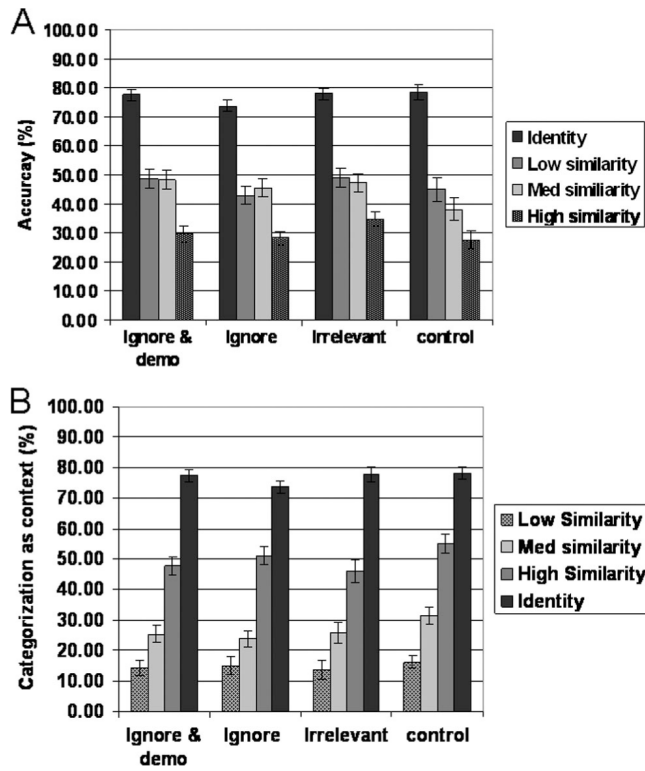 A
100.00
90.00
80.00
70.00
60.00
50.00
40.00
30.00
20.00
10.00
0.00
Accurcay (%)
Ignore & demo
Ignore
Irrelevant
control
Identity
Low similarity
Med similiarity
High similarity
B
100.00
90.00
80.00
70.00
60.00
50.00
40.00
30.00
20.00
10.00
0.00
Categorization as context (%)
Ignore & demo
Ignore
Irrelevant
control
Low Similarity
Med similarity
High Similarity
Identity